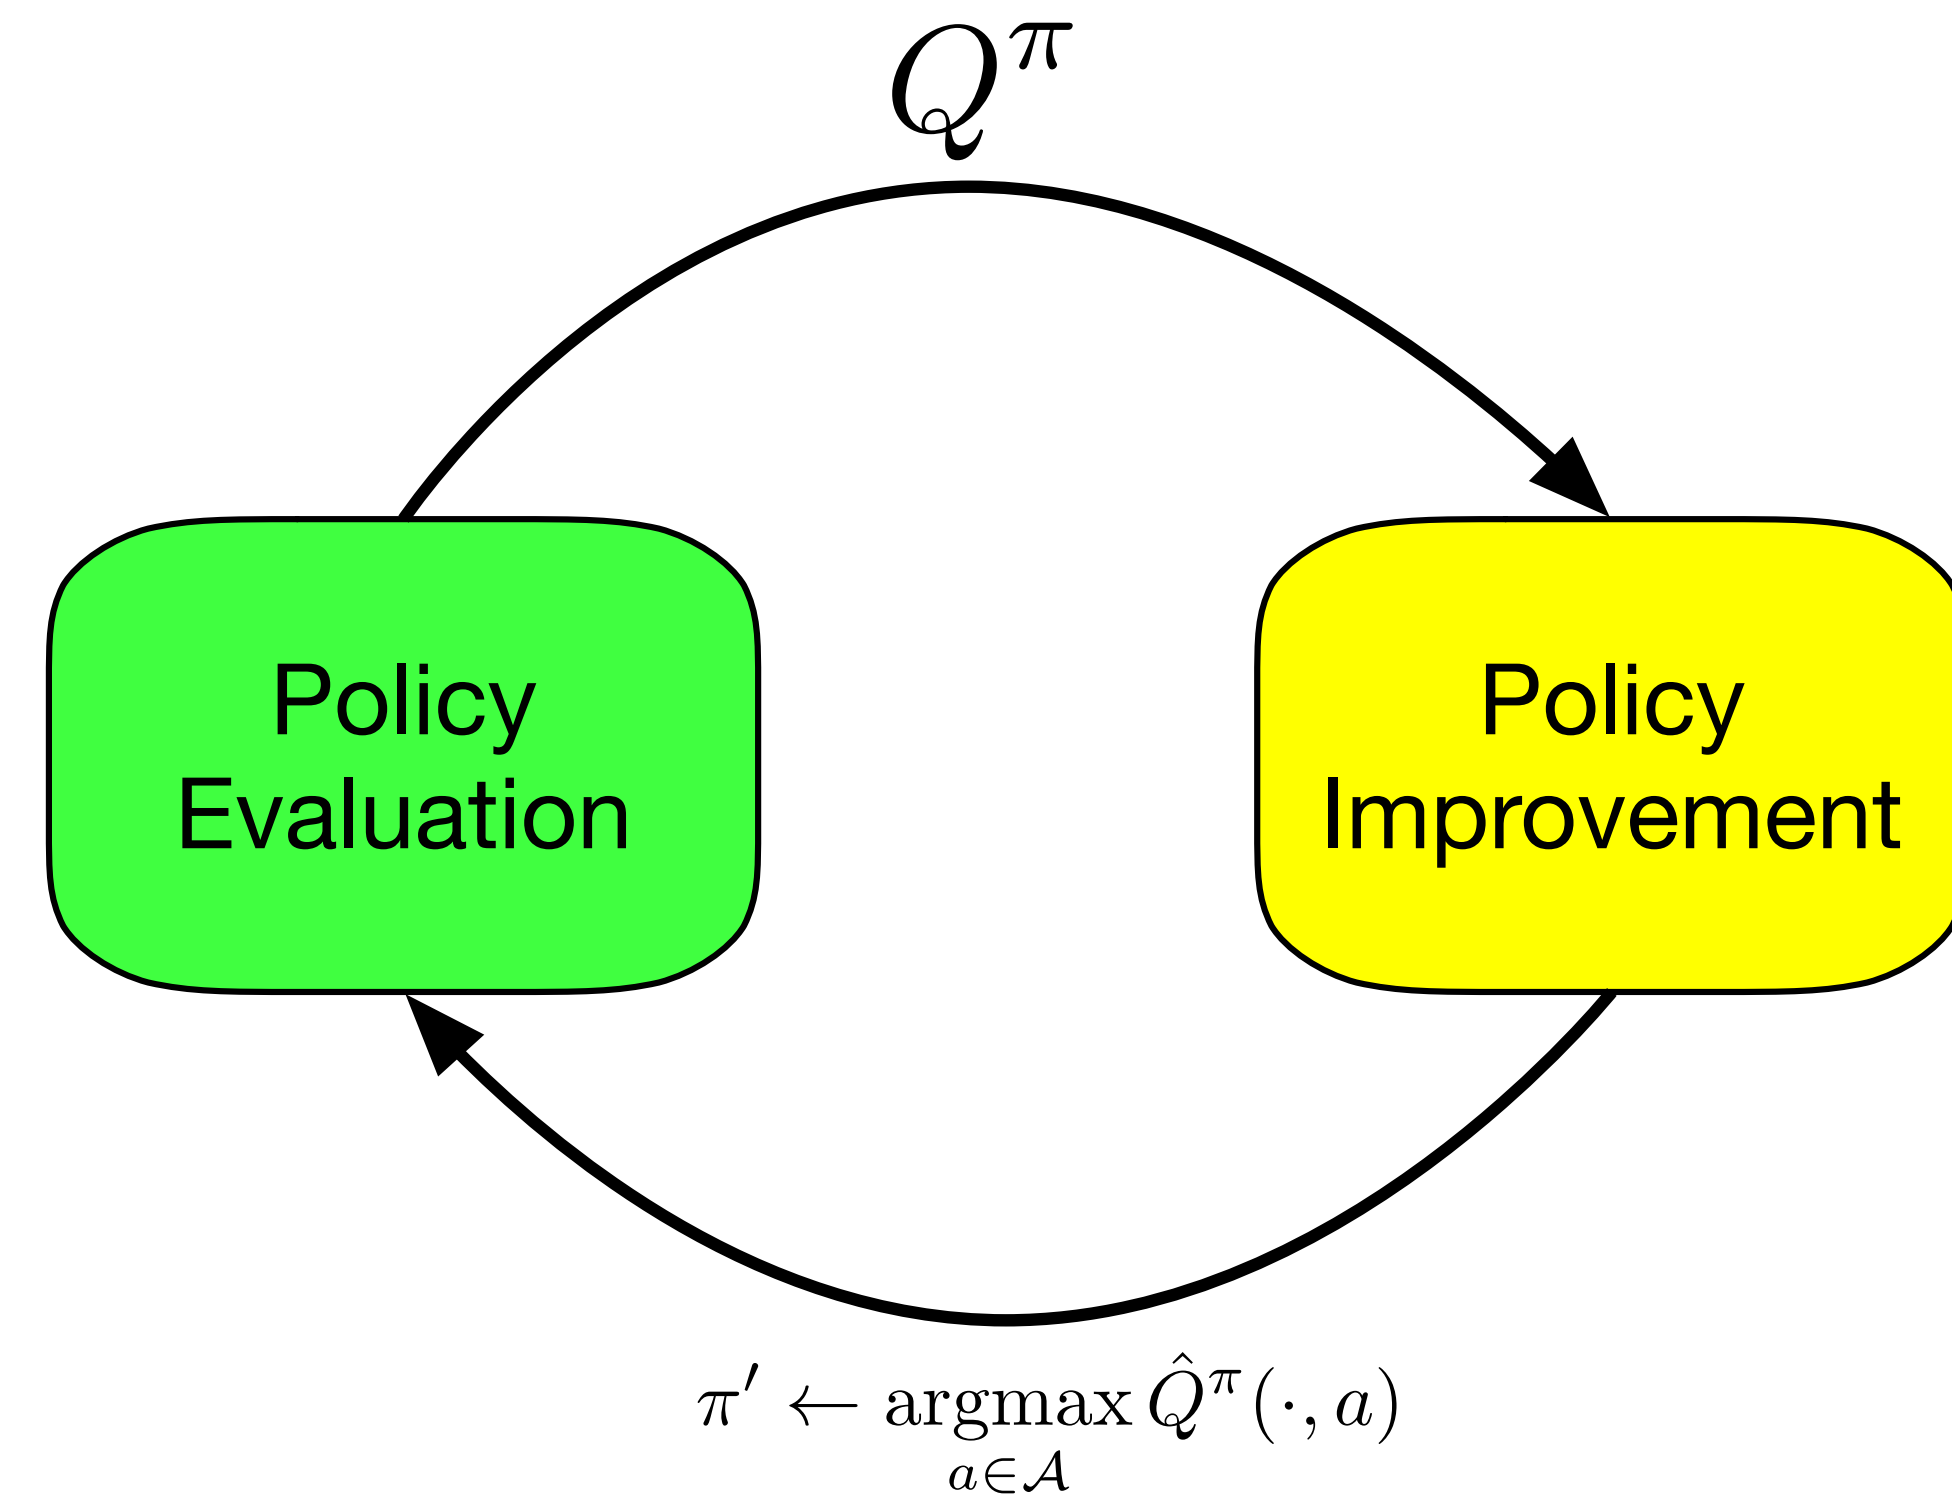 Q^π
Policy
Evaluation
Policy
Improvement
π′ ← argmax Q̂^π(·, a)
a∈𝒜